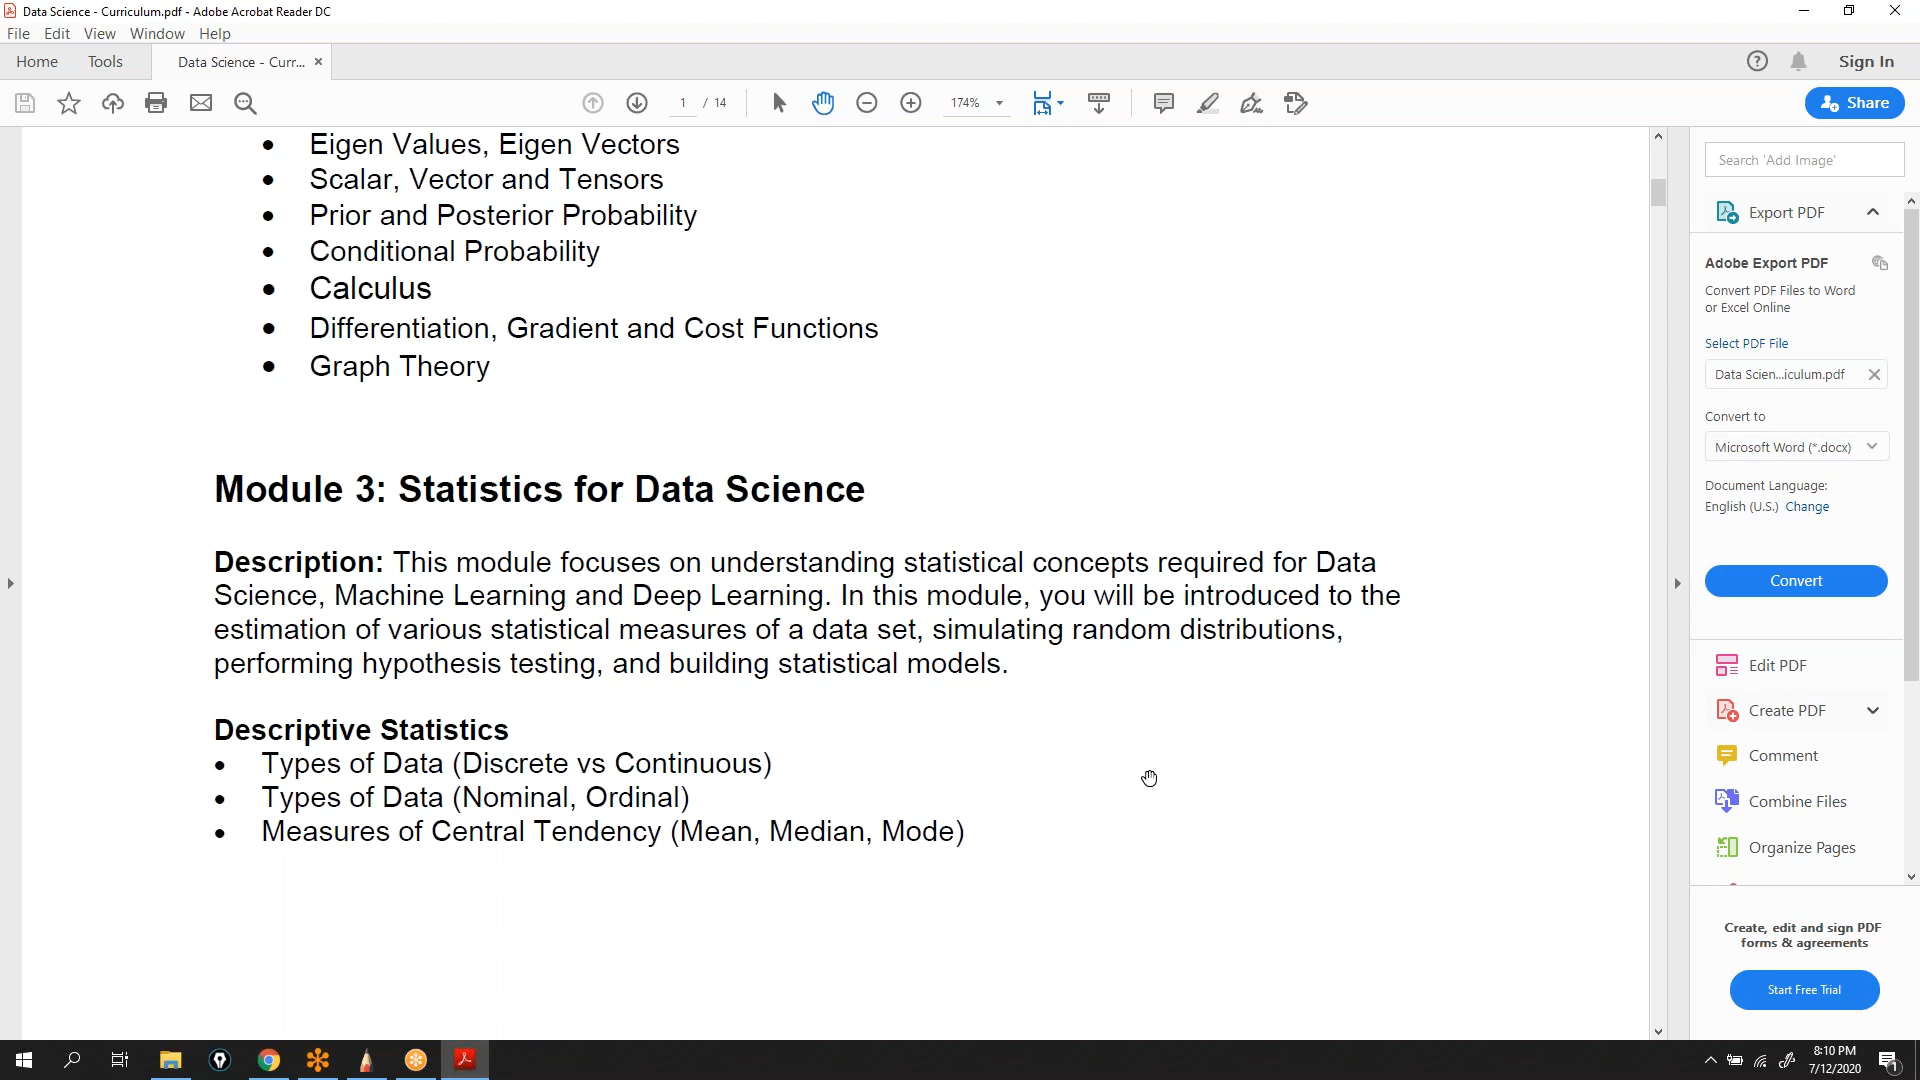 Data Science - Curriculum.pdf - Adobe Acrobat Reader DC
File Edit View Window Help
Home Tools Data Science - Curr... ×
? Sign In
1 / 14 174% Share
• Eigen Values, Eigen Vectors
• Scalar, Vector and Tensors
• Prior and Posterior Probability
• Conditional Probability
• Calculus
• Differentiation, Gradient and Cost Functions
• Graph Theory
Module 3: Statistics for Data Science
Description: This module focuses on understanding statistical concepts required for Data
Science, Machine Learning and Deep Learning. In this module, you will be introduced to the
estimation of various statistical measures of a data set, simulating random distributions,
performing hypothesis testing, and building statistical models.
Descriptive Statistics
• Types of Data (Discrete vs Continuous)
• Types of Data (Nominal, Ordinal)
• Measures of Central Tendency (Mean, Median, Mode)
Search 'Add Image'
Export PDF
Adobe Export PDF
Convert PDF Files to Word
or Excel Online
Select PDF File
Data Scien...iculum.pdf
Convert to
Microsoft Word (*.docx)
Document Language:
English (U.S.) Change
Convert
Edit PDF
Create PDF
Comment
Combine Files
Organize Pages
Create, edit and sign PDF
forms & agreements
Start Free Trial
8:10 PM
7/12/2020
1